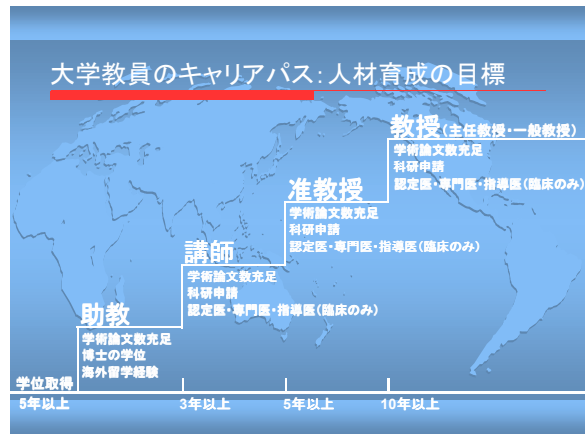 大学教員のキャリアパス：人材育成の目標
教授（主任教授・一般教授）
学術論文数充足
科研申請
認定医・専門医・指導医（臨床のみ）
准教授
学術論文数充足
科研申請
認定医・専門医・指導医（臨床のみ）
講師
学術論文数充足
科研申請
認定医・専門医・指導医（臨床のみ）
助教
学術論文数充足
博士の学位
海外留学経験
学位取得
5年以上 3年以上 5年以上 10年以上